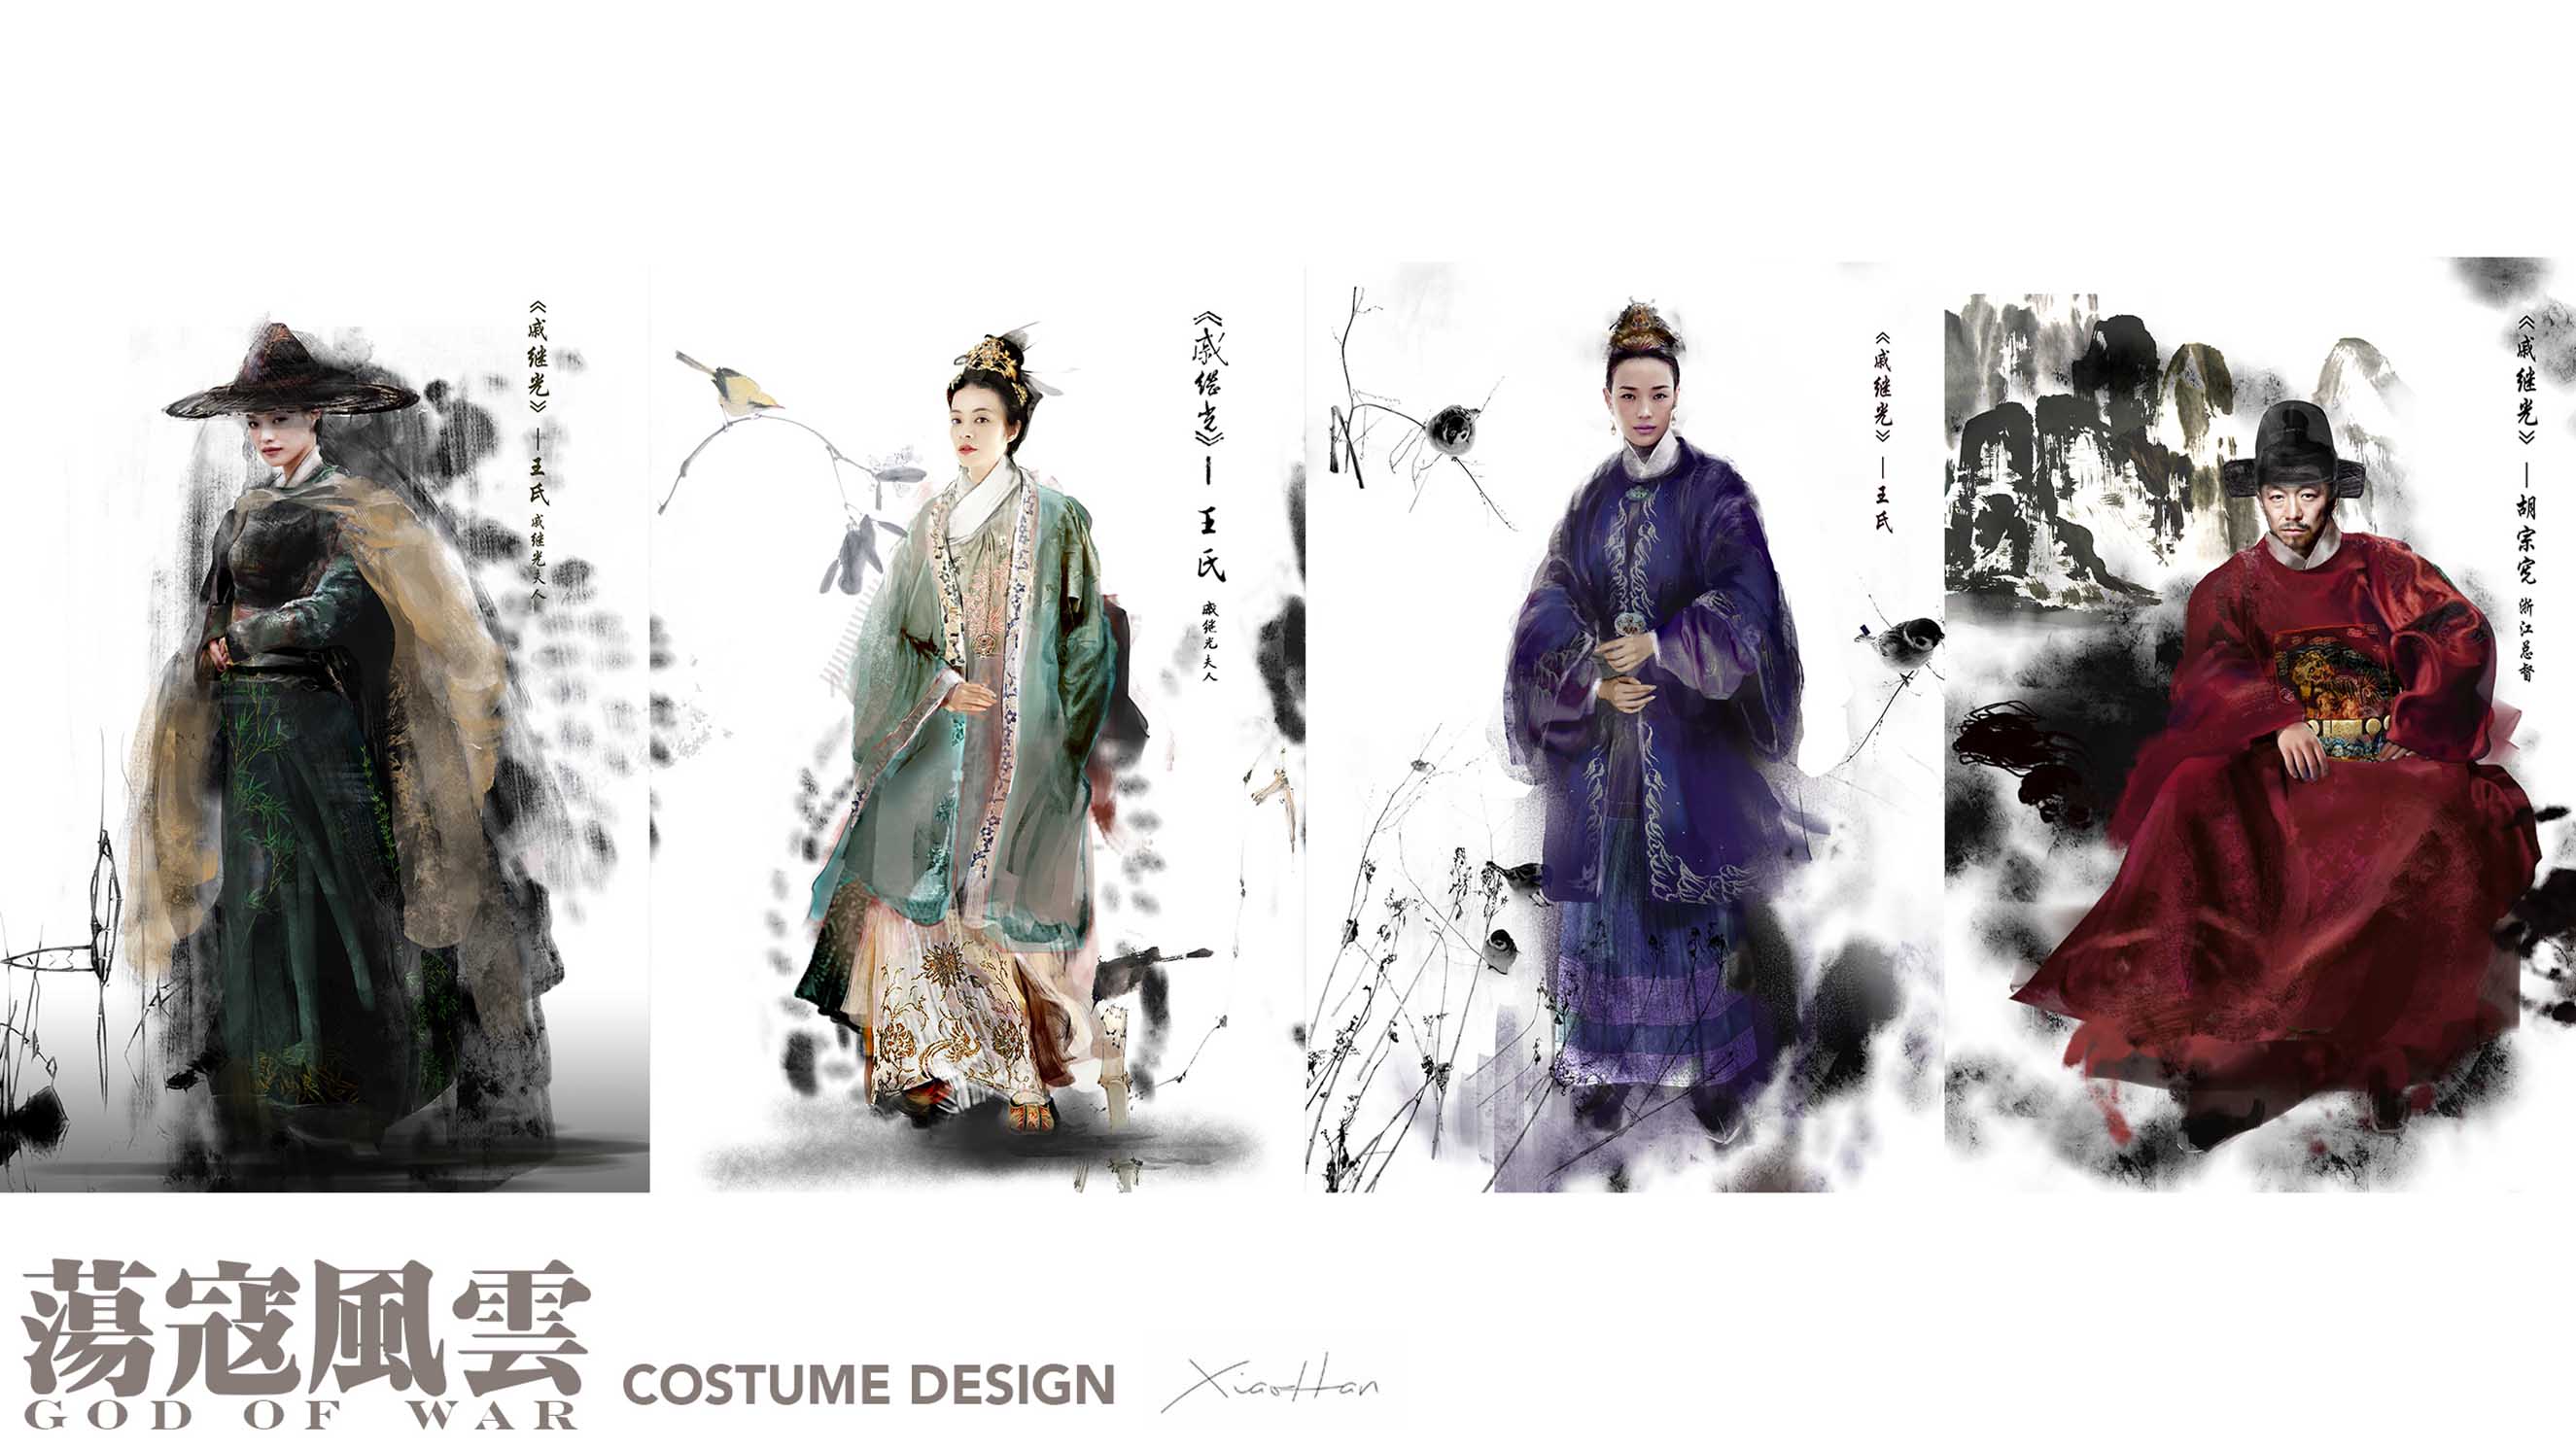 《戚继光》—王氏 戚继光夫人
《戚继光》—王氏 戚继光夫人
《戚继光》—王氏
《戚继光》—胡宗宪 浙江总督
蕩寇風雲
GOD OF WAR
COSTUME DESIGN
XiaoHan